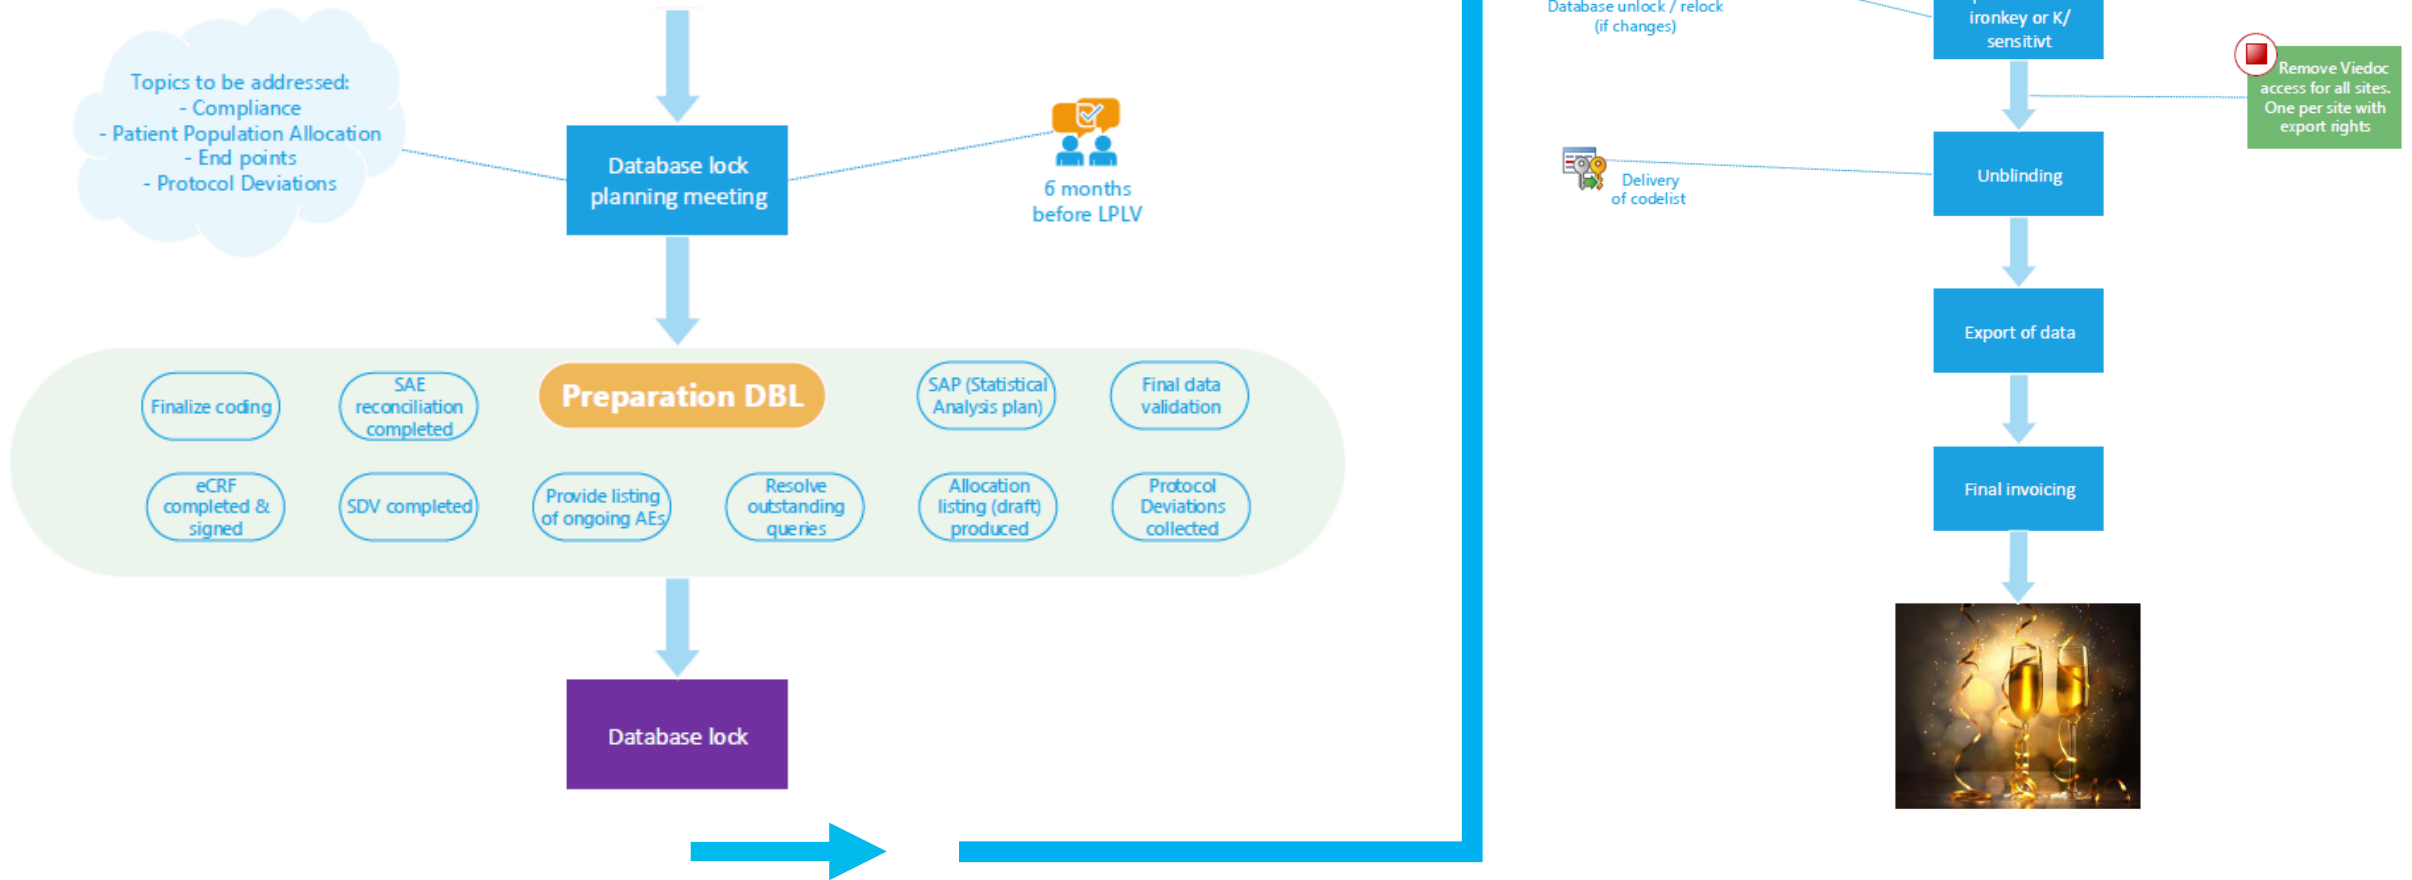 Topics to be addressed:
- Compliance
- Patient Population Allocation
- End points
- Protocol Deviations
Database lock
planning meeting
6 months
before LPLV
Finalize coding
SAE
reconciliation
completed
Preparation DBL
SAP (Statistical
Analysis plan)
Final data
validation
eCRF
completed &
signed
SDV completed
Provide listing
of ongoing AEs
Resolve
outstanding
queries
Allocation
listing (draft)
produced
Protocol
Deviations
collected
Database lock
Database unlock / relock
(if changes)
ironkey or K/
sensitivt
Remove Viedoc
access for all sites.
One per site with
export rights
Delivery
of codelist
Unblinding
Export of data
Final invoicing